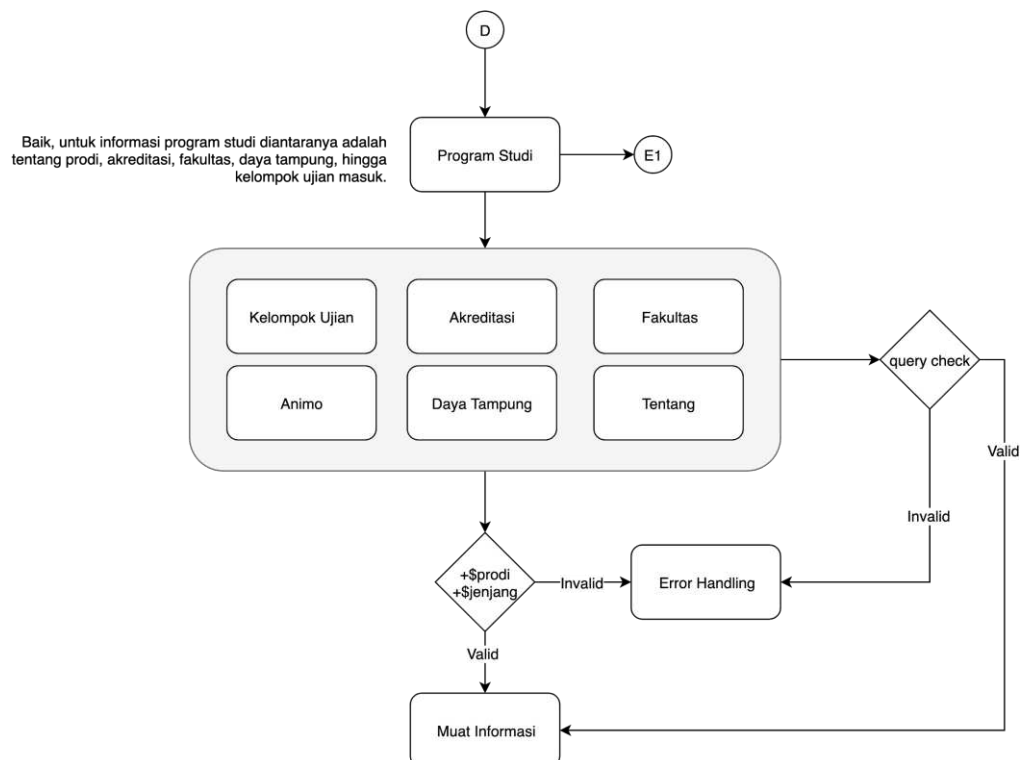 D
Baik, untuk informasi program studi diantaranya adalah
tentang prodi, akreditasi, fakultas, daya tampung, hingga
kelompok ujian masuk.
Program Studi
E1
Kelompok Ujian
Akreditasi
Fakultas
Animo
Daya Tampung
Tentang
query check
Valid
Invalid
+$prodi
+$jenjang
Invalid
Error Handling
Valid
Muat Informasi